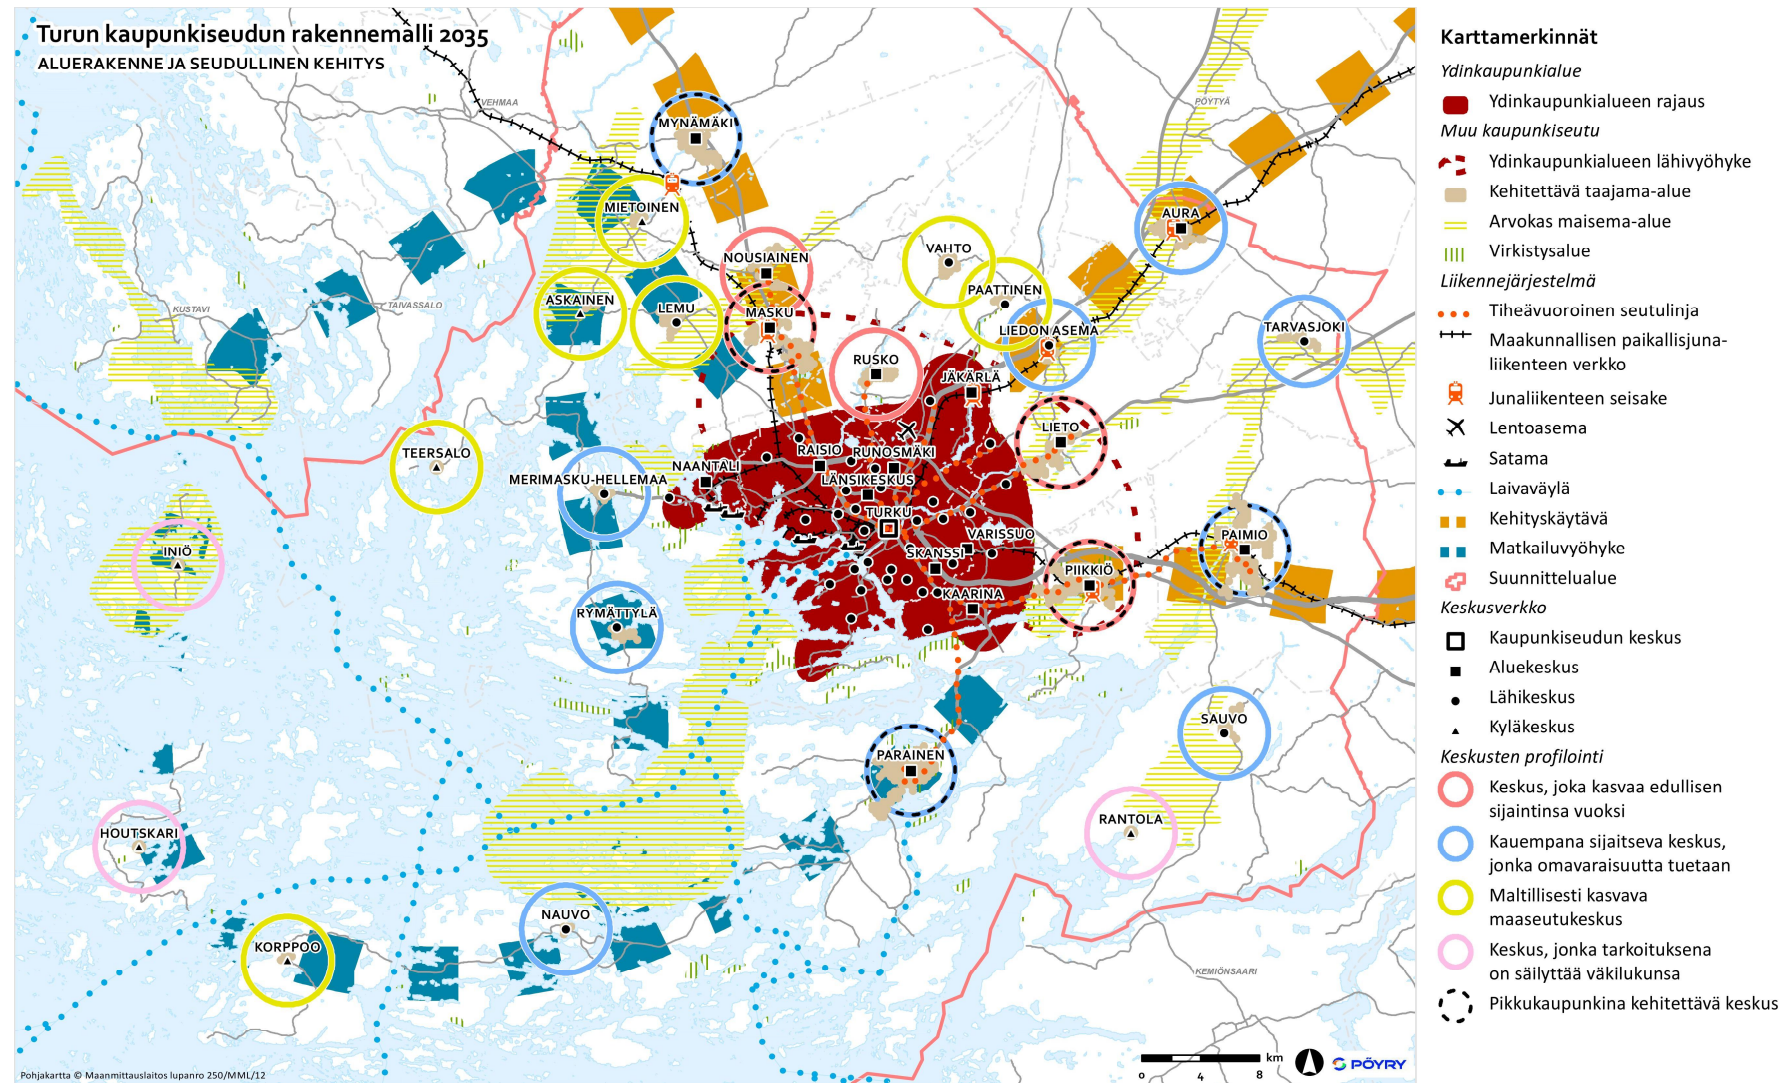 Turun kaupunkiseudun rakennemalli 2035
ALUERAKENNE JA SEUDULLINEN KEHITYS
VEHMAA
PÖYTYÄ
MYNÄMÄKI
MIETOINEN
AURA
NOUSIAINEN
VAHTO
KUSTAVI
TAIVASSALO
ASKAINEN
LEMU
MASKU
PAATTINEN
LIEDON ASEMA
TARVASJOKI
RUSKO
JÄKÄRLÄ
TEERSALO
LIETO
RAISIO
RUNOSMÄKI
NAANTALI
MERIMASKU-HELLEMAA
LÄNSIKESKUS
TURKU
VARISSUO
PAIMIO
INIÖ
SKANSSI
PIIKKIÖ
KAARINA
RYMÄTTYLÄ
SAUVO
PARAINEN
HOUTSKARI
RANTOLA
NAUVO
KORPPOO
KEMIÖNSAARI
Pohjakartta © Maanmittauslaitos lupanro 250/MML/12
km
0 4 8
PÖYRY
Karttamerkinnät
Ydinkaupunkialue
Ydinkaupunkialueen rajaus
Muu kaupunkiseutu
Ydinkaupunkialueen lähivyöhyke
Kehitettävä taajama-alue
Arvokas maisema-alue
Virkistysalue
Liikennejärjestelmä
Tiheävuoroinen seutulinja
Maakunnallisen paikallisjuna-
liikenteen verkko
Junaliikenteen seisake
Lentoasema
Satama
Laivaväylä
Kehityskäytävä
Matkailuvyöhyke
Suunnittelualue
Keskusverkko
Kaupunkiseudun keskus
Aluekeskus
Lähikeskus
Kyläkeskus
Keskusten profilointi
Keskus, joka kasvaa edullisen
sijaintinsa vuoksi
Kauempana sijaitseva keskus,
jonka omavaraisuutta tuetaan
Maltillisesti kasvava
maaseutukeskus
Keskus, jonka tarkoituksena
on säilyttää väkilukunsa
Pikkukaupunkina kehitettävä keskus